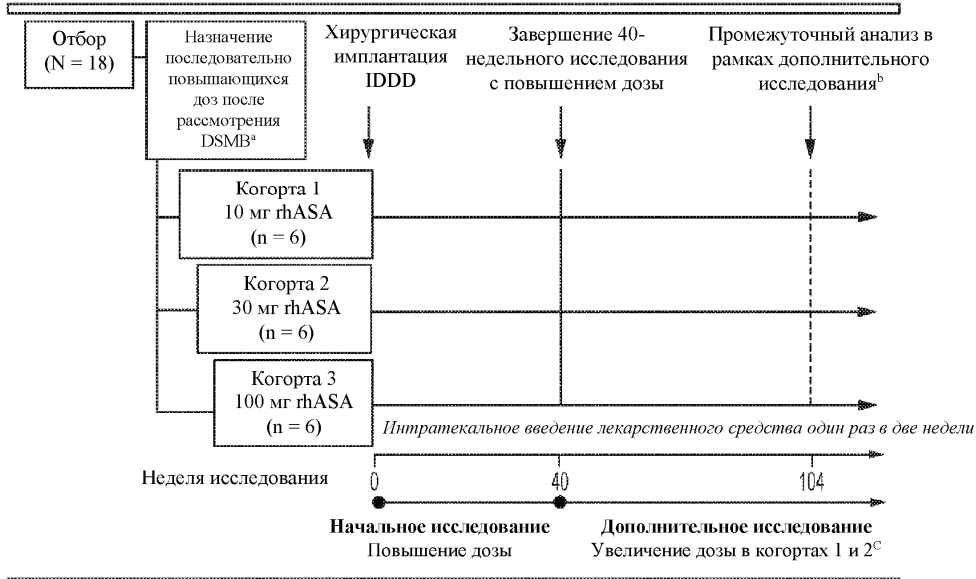 Отбор
(N = 18)
Назначение
последовательно
повышающихся
доз после
рассмотрения
DSMBa
Хирургическая
имплантация
IDDD
Завершение 40-
недельного исследования
с повышением дозы
Промежуточный анализ в
рамках дополнительного
исследованияb
Когорта 1
10 мг rhASA
(n = 6)
Когорта 2
30 мг rhASA
(n = 6)
Когорта 3
100 мг rhASA
(n = 6)
Интратекальное введение лекарственного средства один раз в две недели
Неделя исследования
0 40 104
Начальное исследование
Повышение дозы
Дополнительное исследование
Увеличение дозы в когортах 1 и 2C